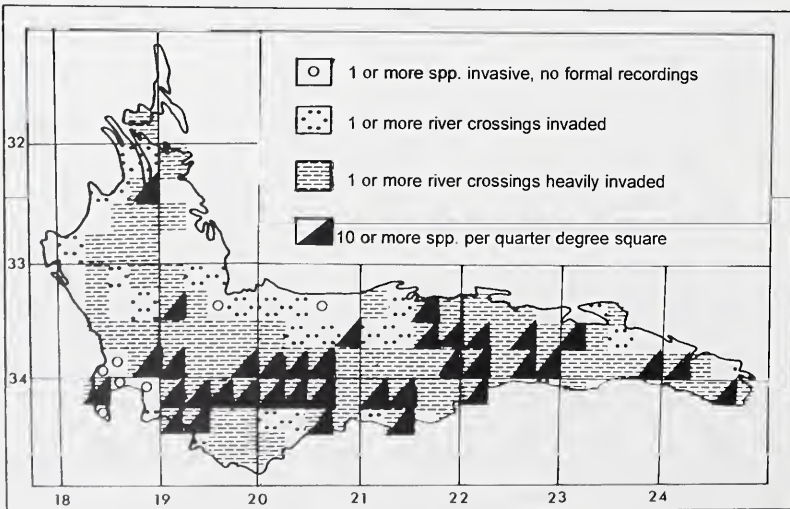 1 or more spp. invasive, no formal recordings
1 or more river crossings invaded
1 or more river crossings heavily invaded
10 or more spp. per quarter degree square
32
33
34
18 19 20 21 22 23 24